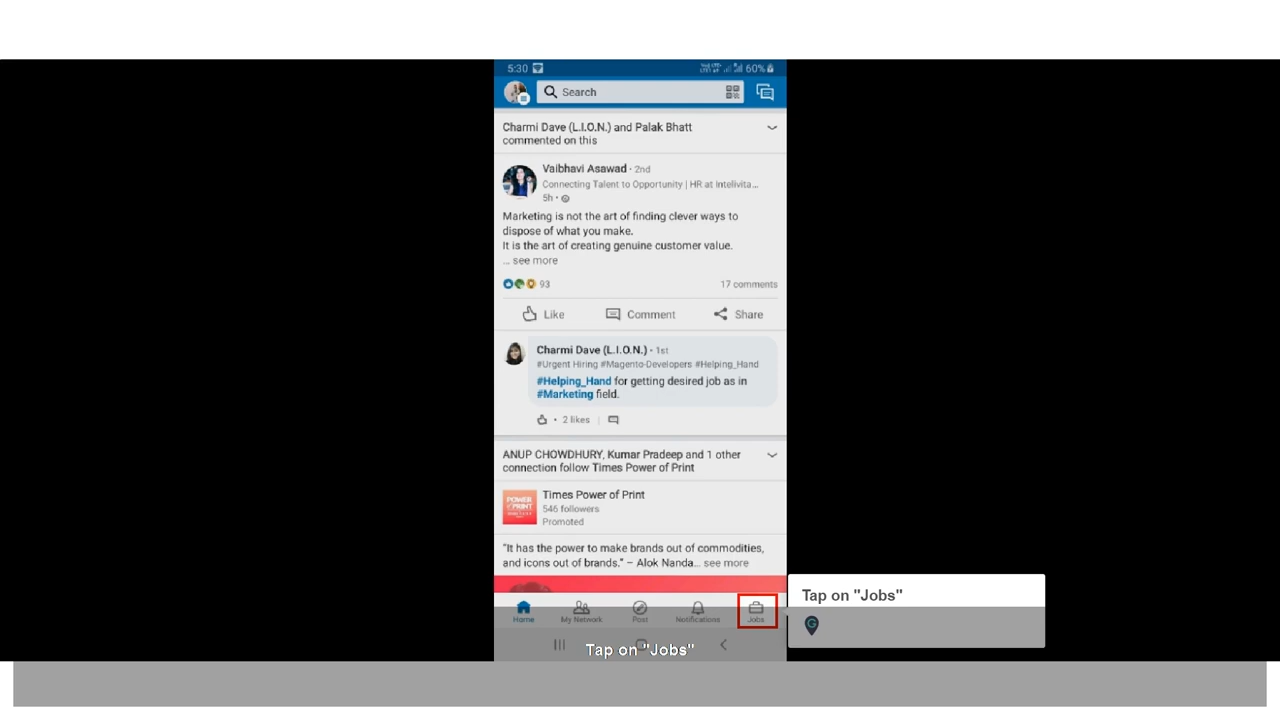 5:30
60%
Search
Charmi Dave (L.I.O.N.) and Palak Bhatt
commented on this
Vaibhavi Asawad • 2nd
Connecting Talent to Opportunity | HR at Intelivita...
5h •
Marketing is not the art of finding clever ways to
dispose of what you make.
It is the art of creating genuine customer value.
... see more
93
17 comments
Like
Comment
Share
Charmi Dave (L.I.O.N.) • 1st
#Urgent Hiring #Magento-Developers #Helping_Hand
#Helping_Hand for getting desired job as in
#Marketing field.
• 2 likes |
ANUP CHOWDHURY, Kumar Pradeep and 1 other
connection follow Times Power of Print
POWER
PRINT
Times Power of Print
546 followers
Promoted
"It has the power to make brands out of commodities,
and icons out of brands." – Alok Nanda... see more
Home
My Network
Post
Notifications
Jobs
Tap on "Jobs"
G
Tap on "Jobs"